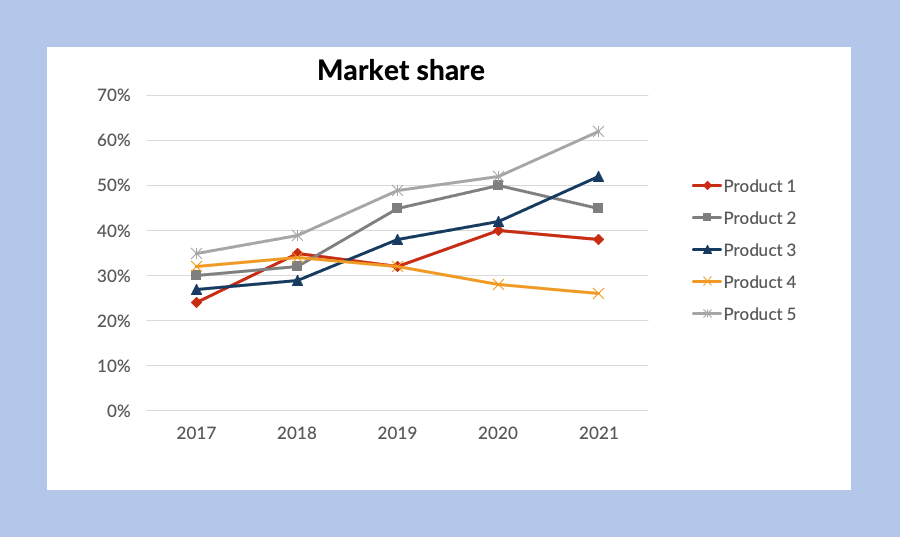 Market share
70%
60%
50%
40%
30%
20%
10%
0%
2017 2018 2019 2020 2021
Product 1
Product 2
Product 3
Product 4
Product 5